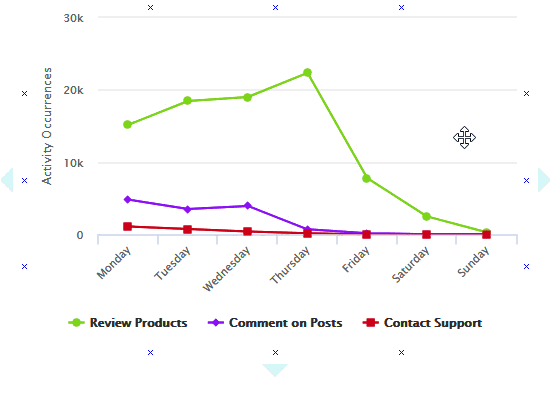 30k
20k
10k
0
Activity Occurrences
Monday
Tuesday
Wednesday
Thursday
Friday
Saturday
Sunday
Review Products
Comment on Posts
Contact Support